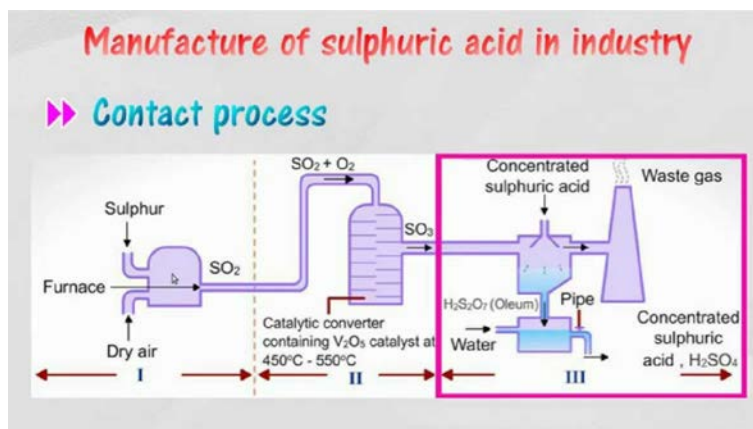 Manufacture of sulphuric acid in industry
Contact process
SO₂ + O₂
Concentrated
sulphuric acid
Waste gas
Sulphur
SO₃
SO₂
Furnace
H₂S₂O₇ (Oleum)
Pipe
Catalytic converter
containing V₂O₅ catalyst at
450°C - 550°C
Water
Concentrated
sulphuric
acid , H₂SO₄
Dry air
I
II
III